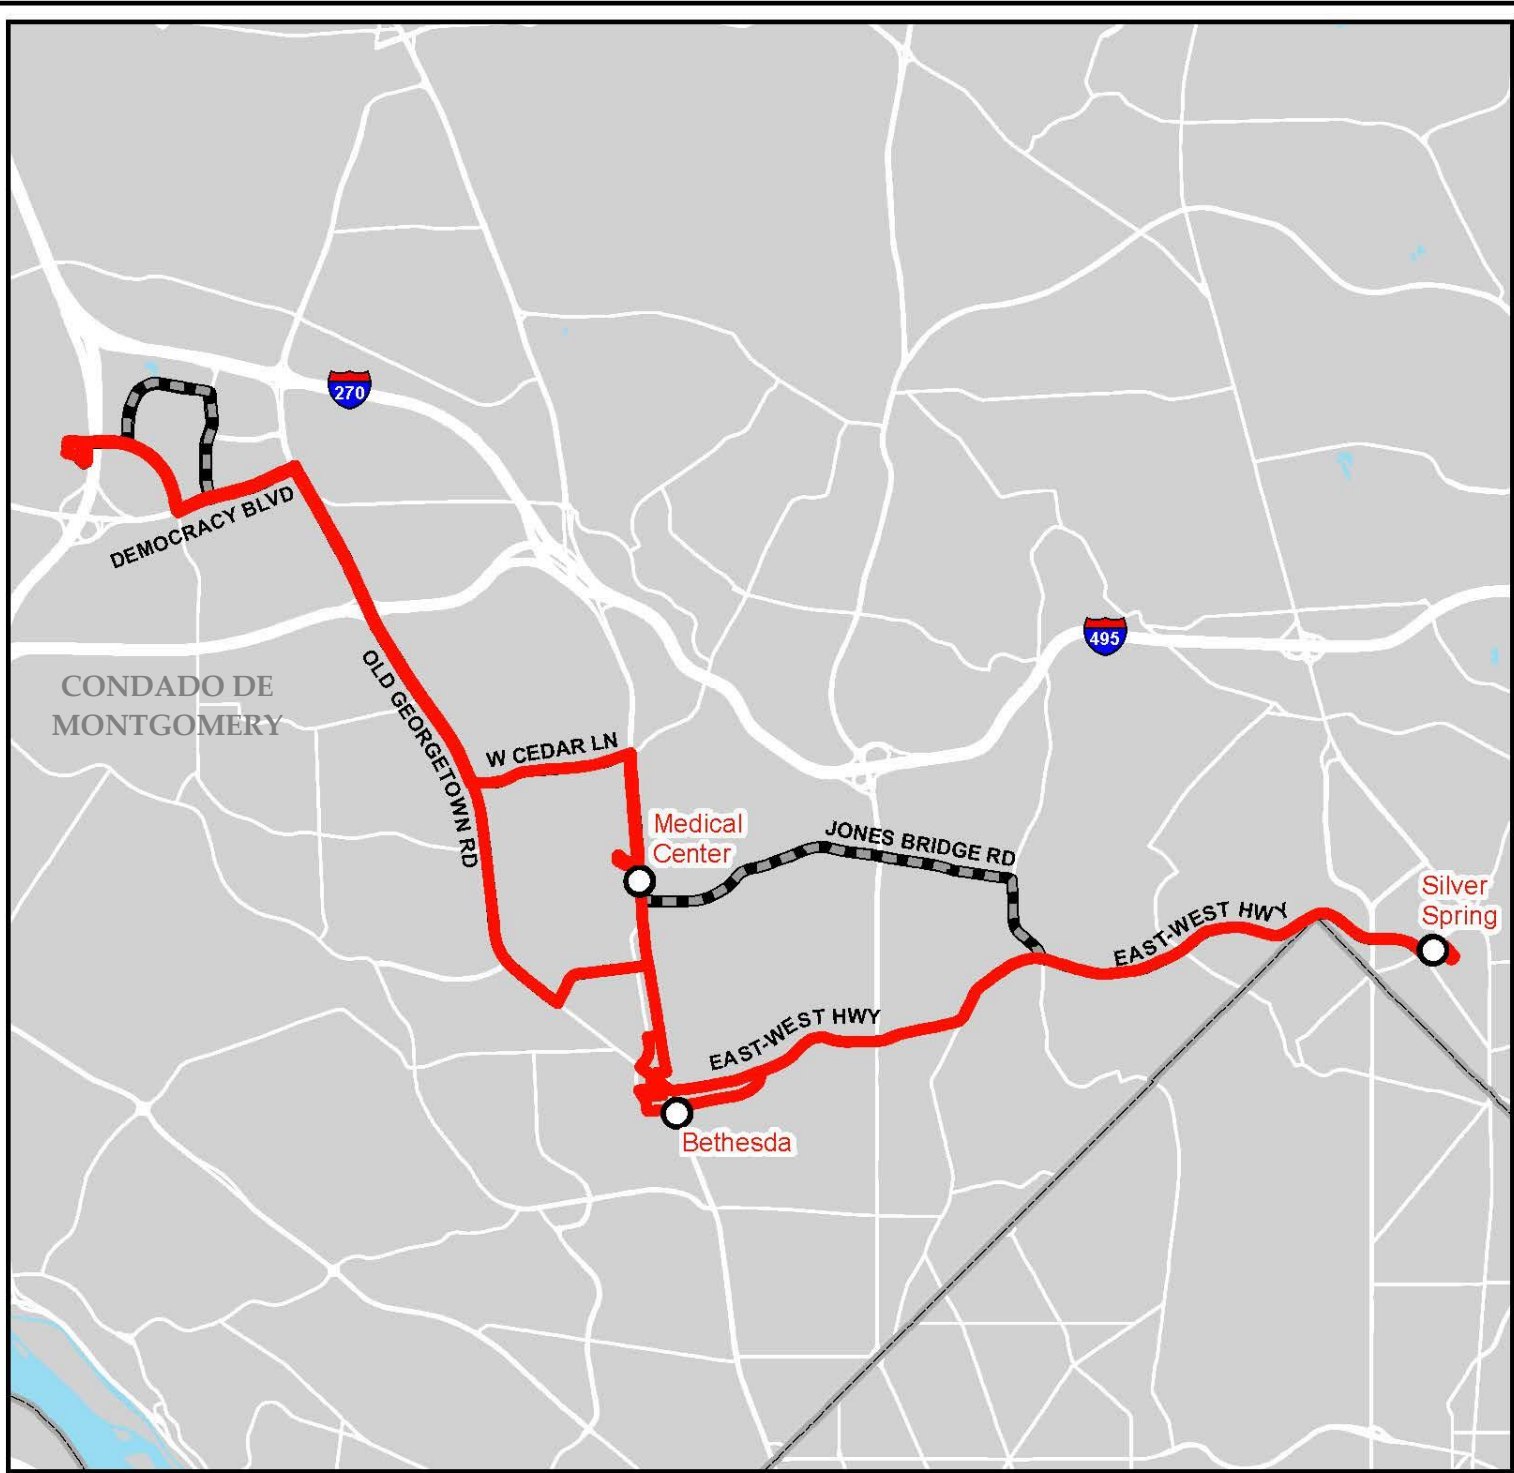 270
DEMOCRACY BLVD
495
CONDADO DE
MONTGOMERY
OLD GEORGETOWN RD
W CEDAR LN
Medical
Center
JONES BRIDGE RD
Silver
Spring
EAST-WEST HWY
EAST-WEST HWY
Bethesda